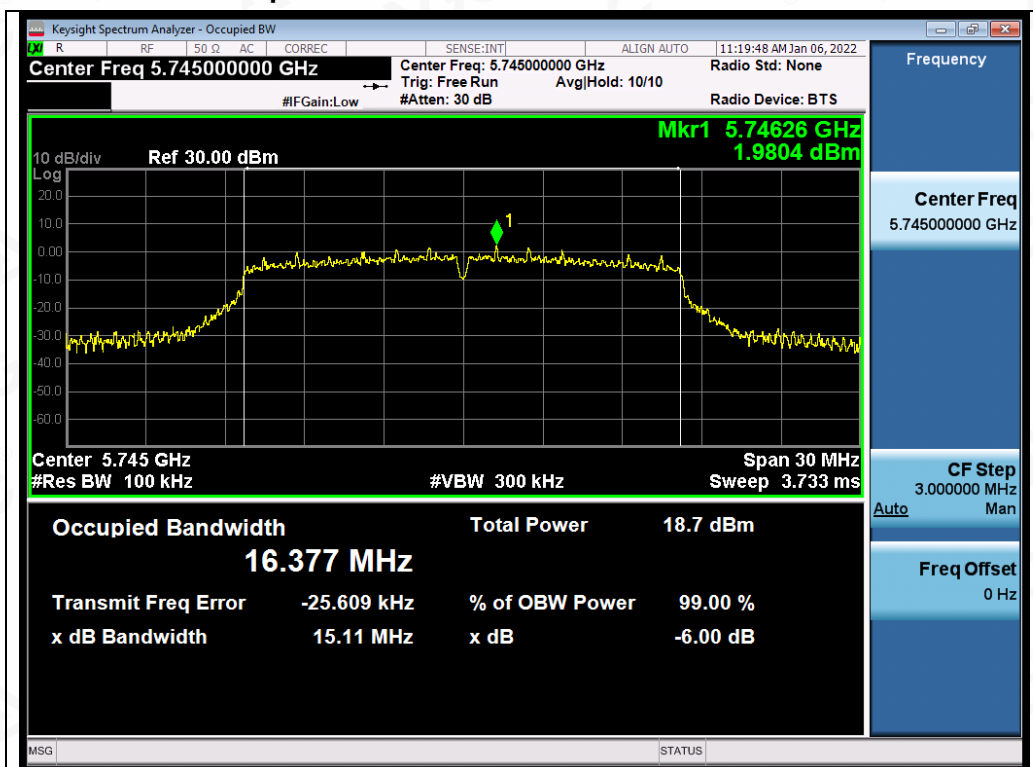 Keysight Spectrum Analyzer - Occupied BW
LXI R RF 50 Ω AC CORREC SENSE:INT ALIGN AUTO 11:19:48 AM Jan 06, 2022
Center Freq 5.745000000 GHz
Center Freq: 5.745000000 GHz
Radio Std: None
Trig: Free Run Avg|Hold: 10/10
#IFGain:Low #Atten: 30 dB Radio Device: BTS
Mkr1 5.74626 GHz
1.9804 dBm
10 dB/div Ref 30.00 dBm
Log
20.0
10.0
0.00
-10.0
-20.0
-30.0
-40.0
-50.0
-60.0
1
Center 5.745 GHz Span 30 MHz
#Res BW 100 kHz #VBW 300 kHz Sweep 3.733 ms
Occupied Bandwidth Total Power 18.7 dBm
16.377 MHz
Transmit Freq Error -25.609 kHz % of OBW Power 99.00 %
x dB Bandwidth 15.11 MHz x dB -6.00 dB
MSG STATUS
Frequency
Center Freq
5.745000000 GHz
CF Step
3.000000 MHz
Auto Man
Freq Offset
0 Hz